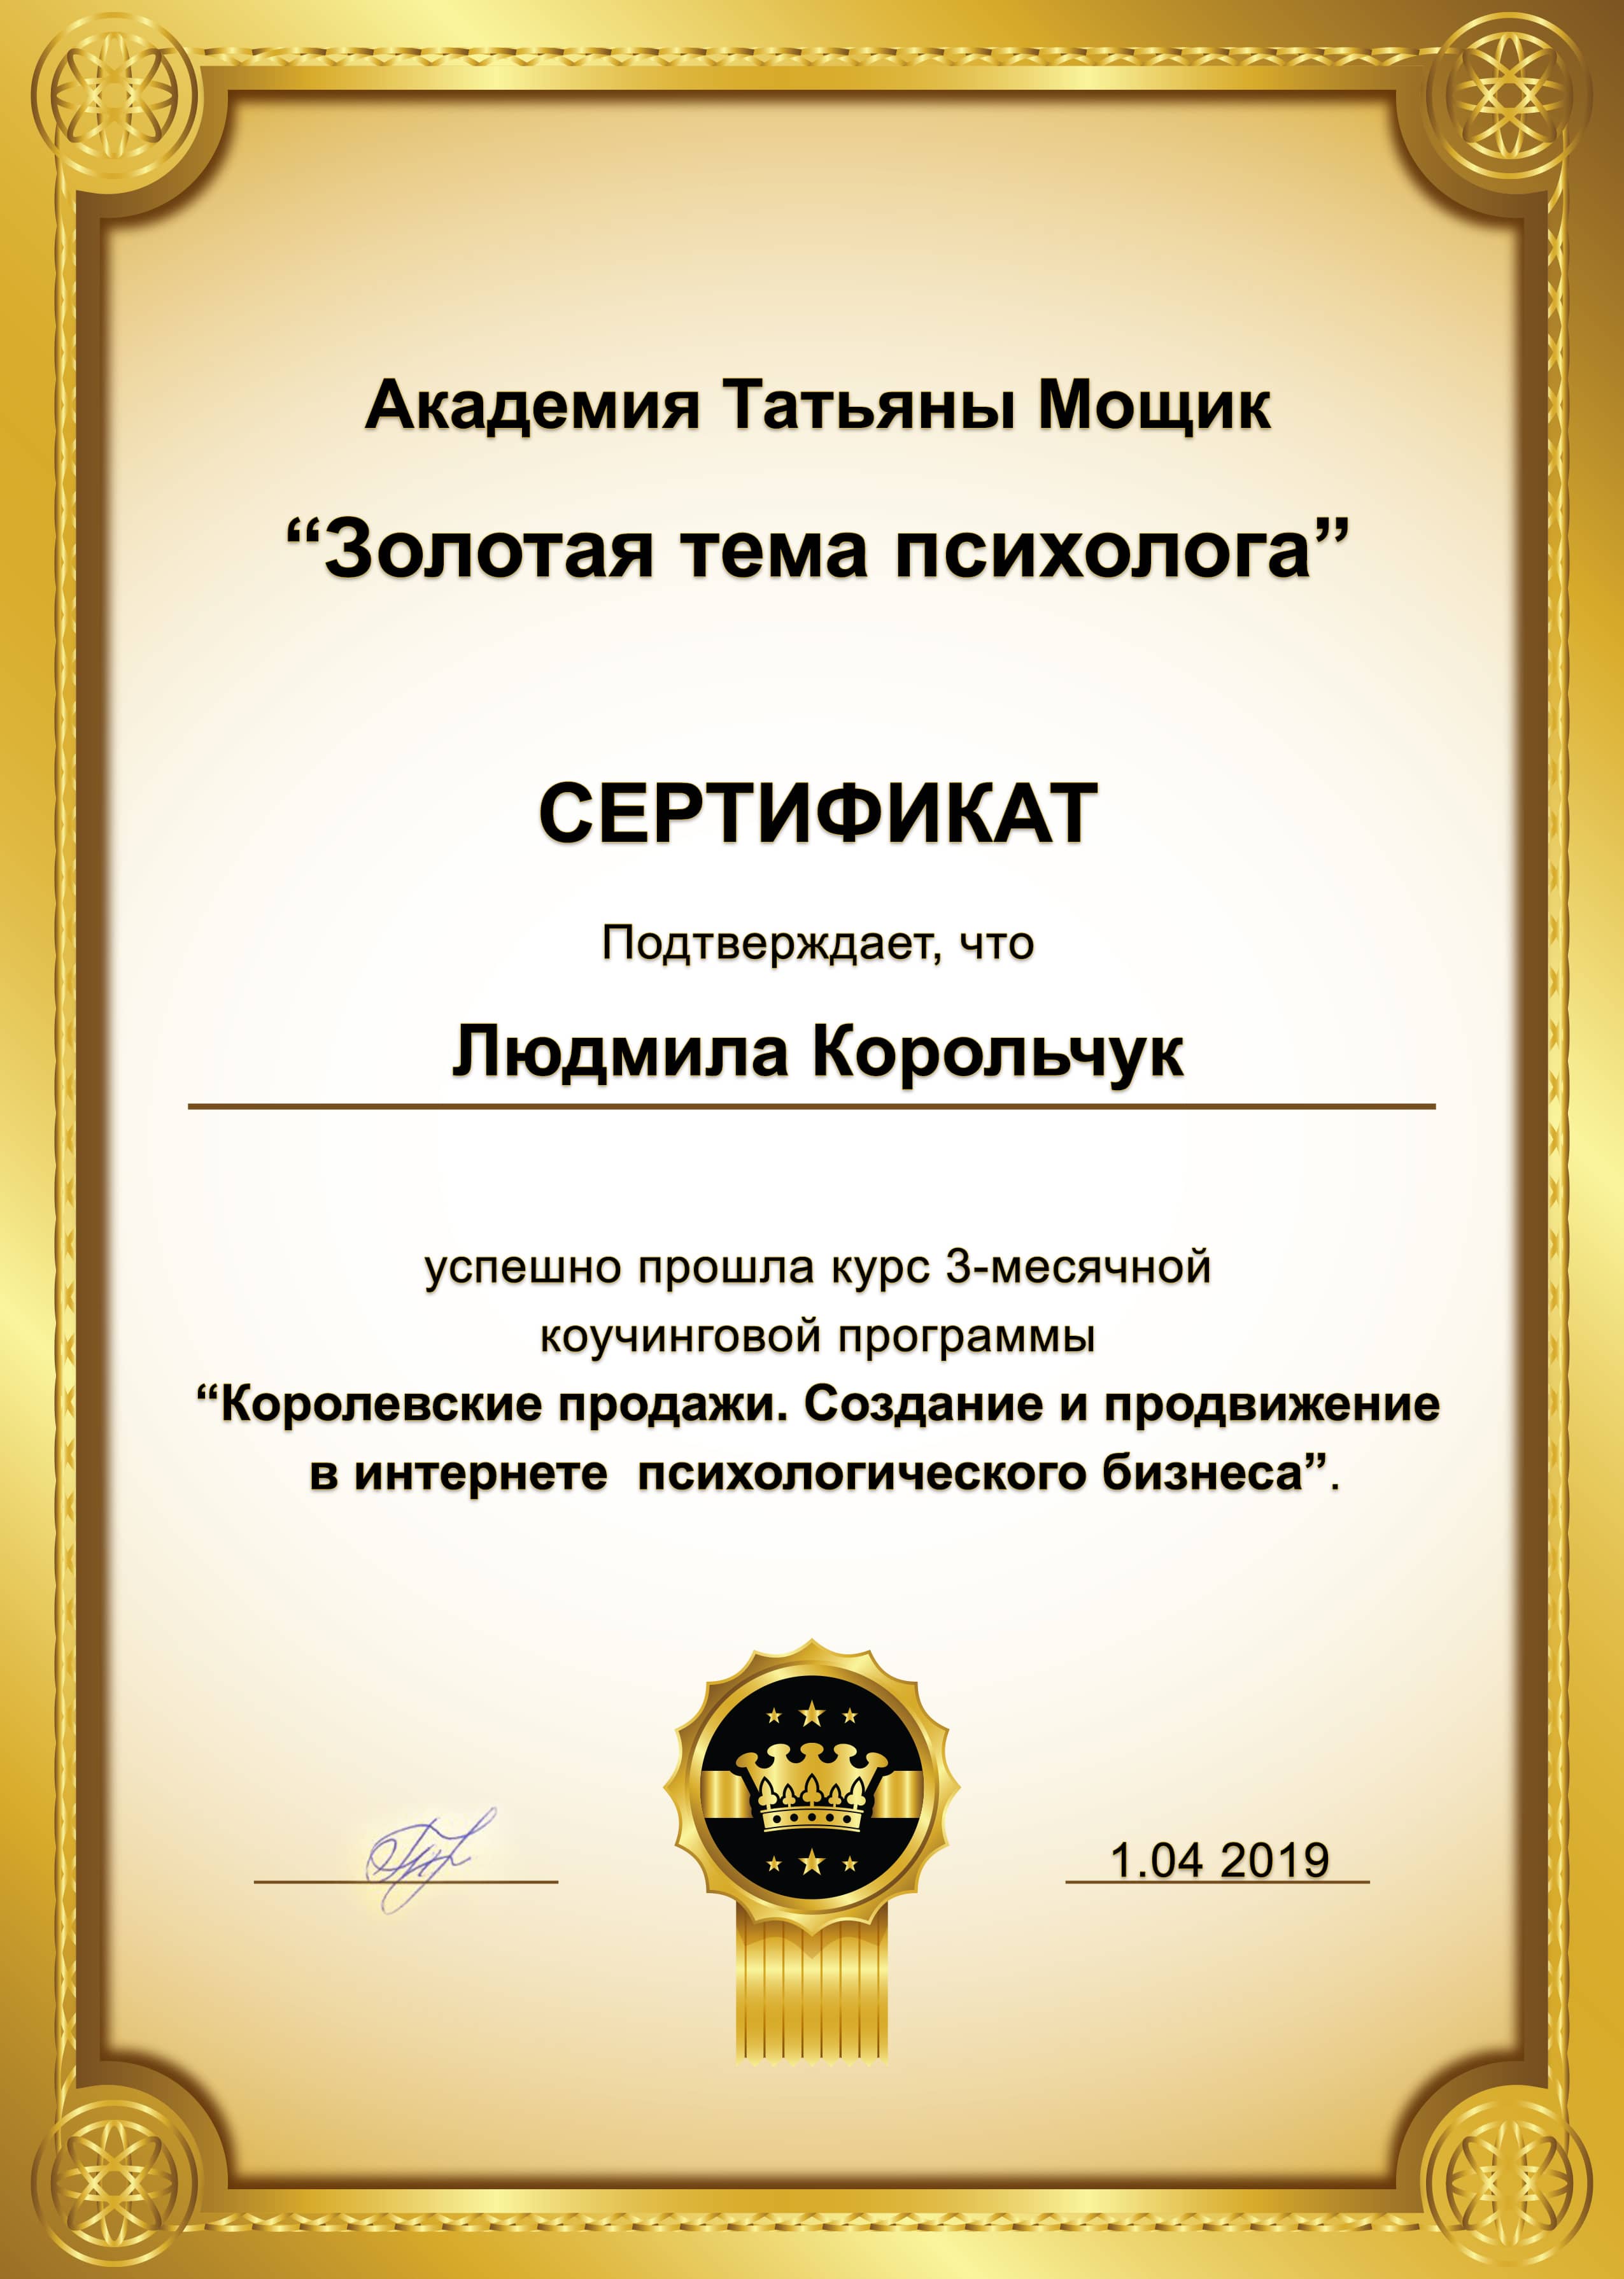 Академия Татьяны Мощик
“Золотая тема психолога”
СЕРТИФИКАТ
Подтверждает, что
Людмила Корольчук
успешно прошла курс 3-месячной
коучинговой программы
“Королевские продажи. Создание и продвижение
в интернете  психологического бизнеса”.
1.04 2019